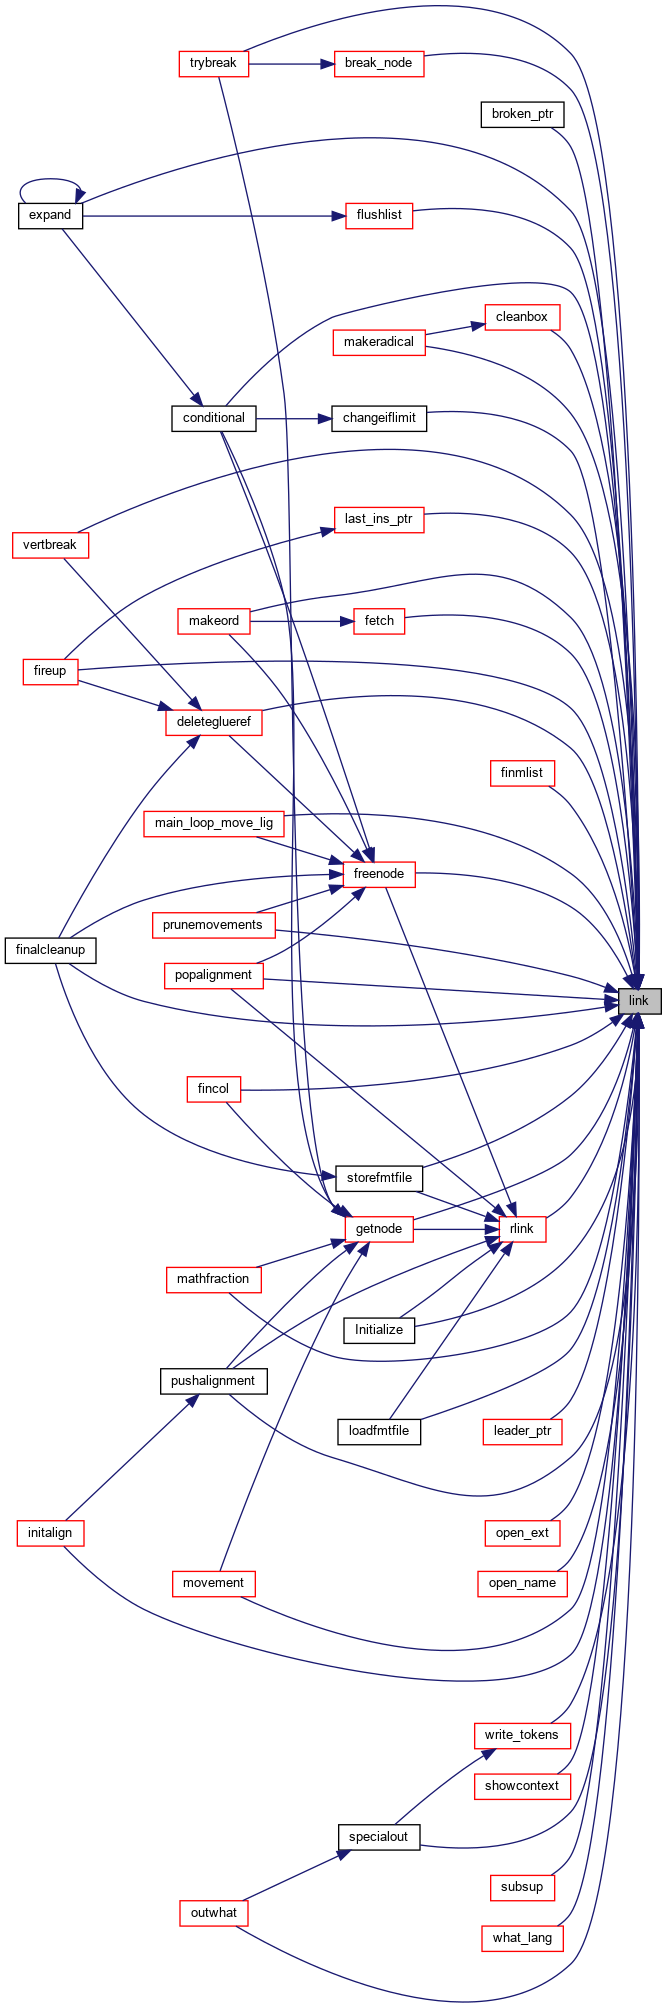 trybreak
break_node
broken_ptr
expand
flushlist
cleanbox
makeradical
conditional
changeiflimit
last_ins_ptr
vertbreak
makeord
fetch
fireup
deleteglueref
finmlist
main_loop_move_lig
freenode
prunemovements
finalcleanup
popalignment
link
fincol
storefmtfile
getnode
rlink
mathfraction
Initialize
pushalignment
loadfmtfile
leader_ptr
initalign
open_ext
movement
open_name
write_tokens
showcontext
specialout
subsup
outwhat
what_lang